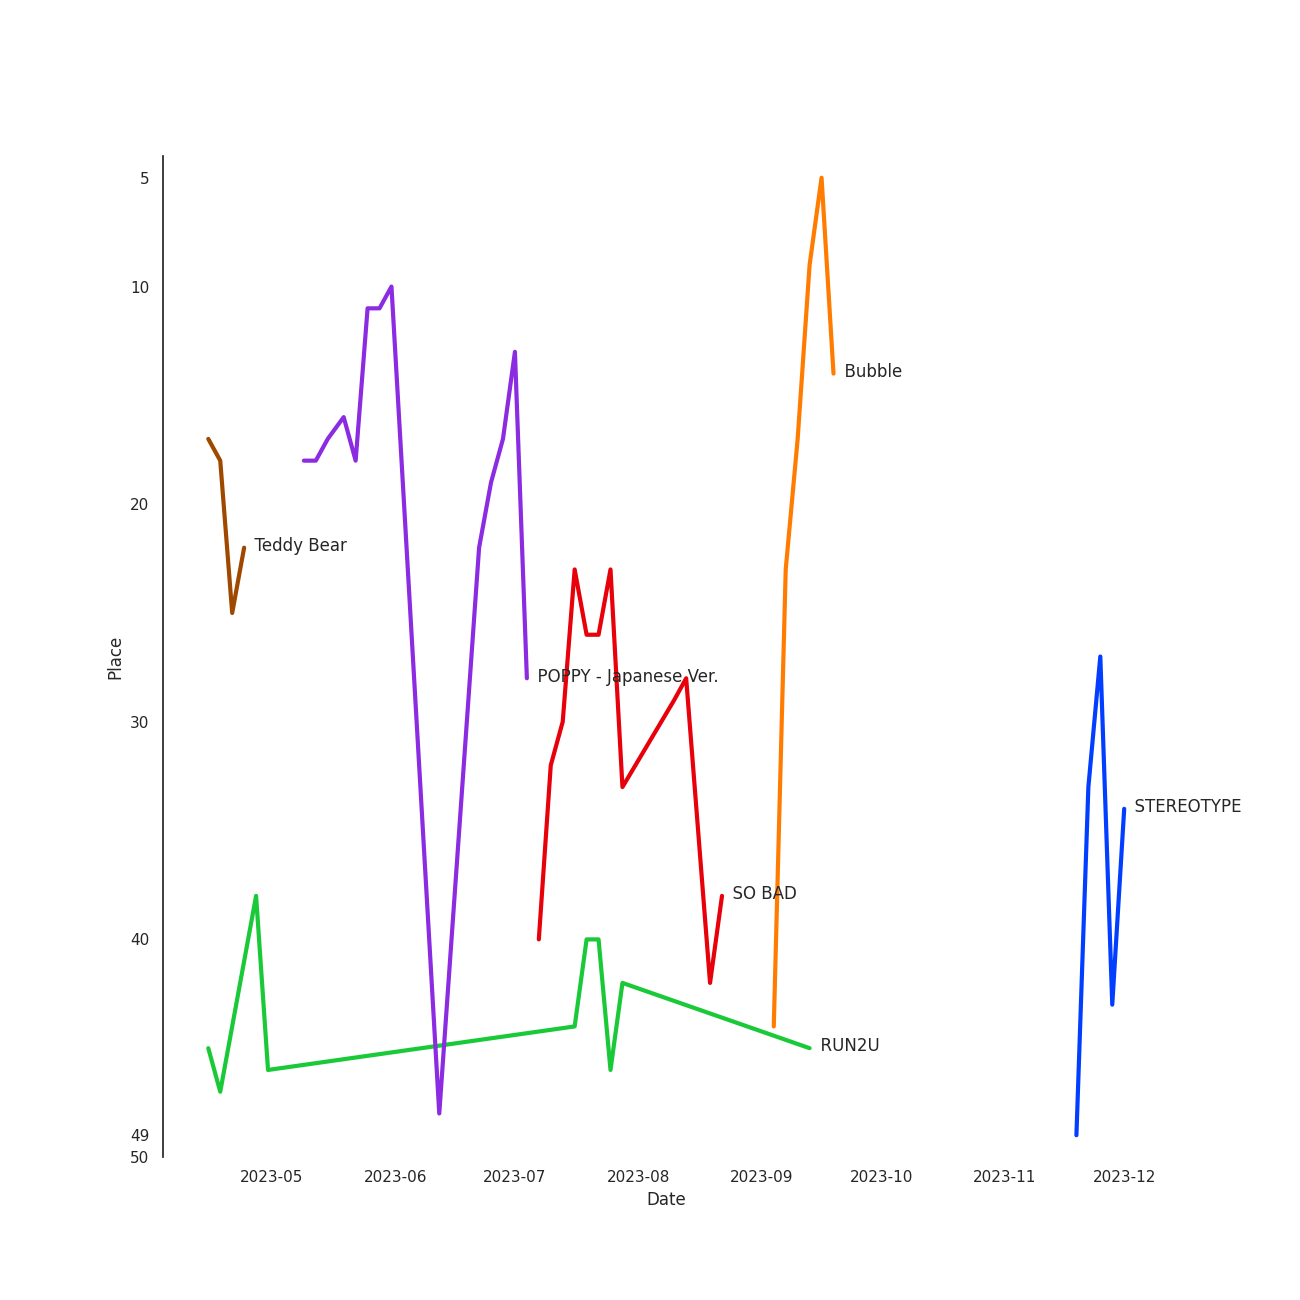 5
10
20
30
40
49
50
Place
Bubble
Teddy Bear
POPPY - Japanese Ver.
STEREOTYPE
SO BAD
RUN2U
2023-05 2023-06 2023-07 2023-08 2023-09 2023-10 2023-11 2023-12
Date